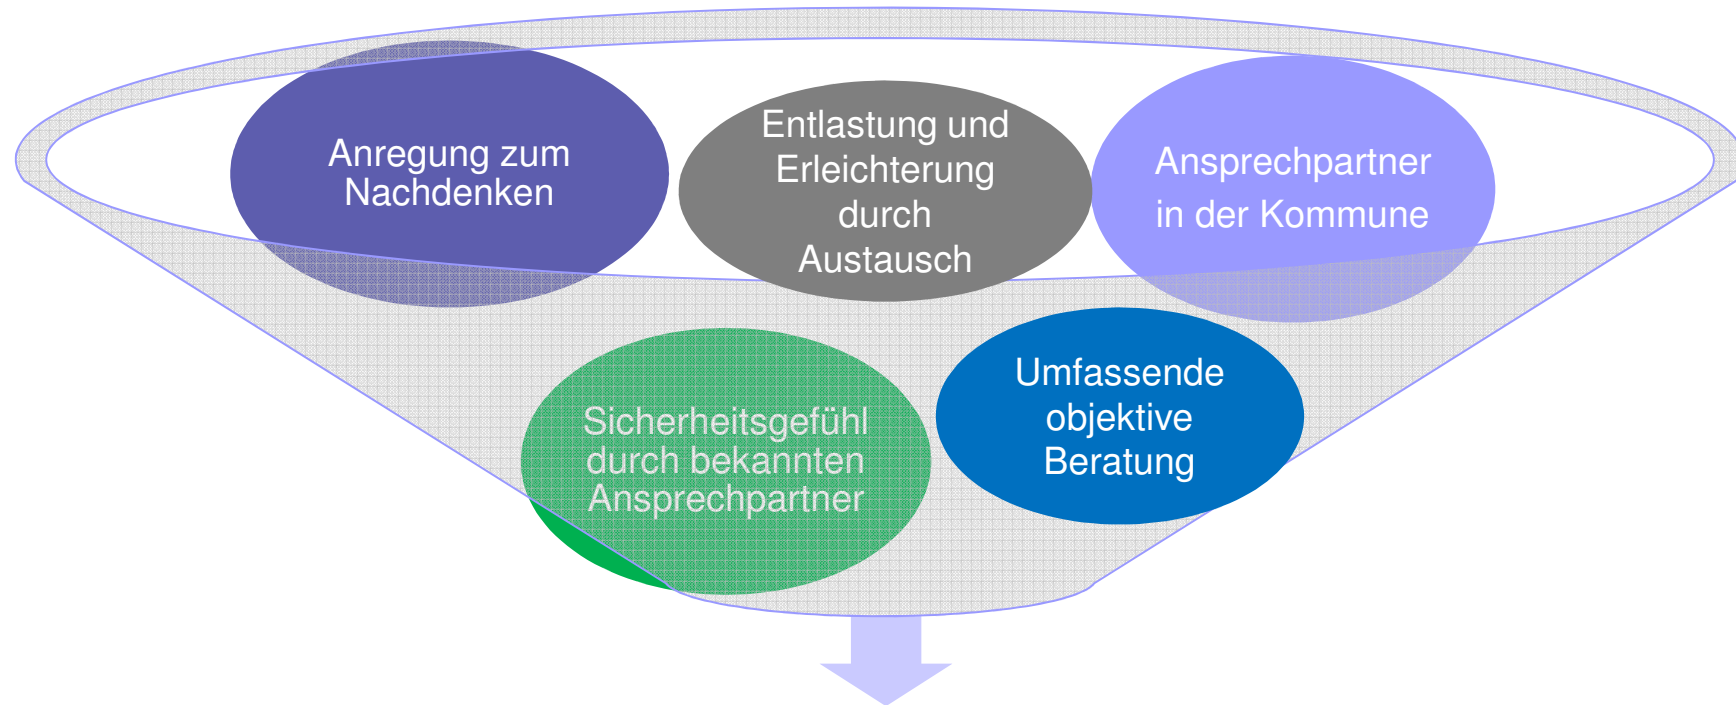 Anregung zum
Nachdenken
Entlastung und
Erleichterung
durch
Austausch
Ansprechpartner
in der Kommune
Sicherheitsgefühl
durch bekannten
Ansprechpartner
Umfassende
objektive
Beratung